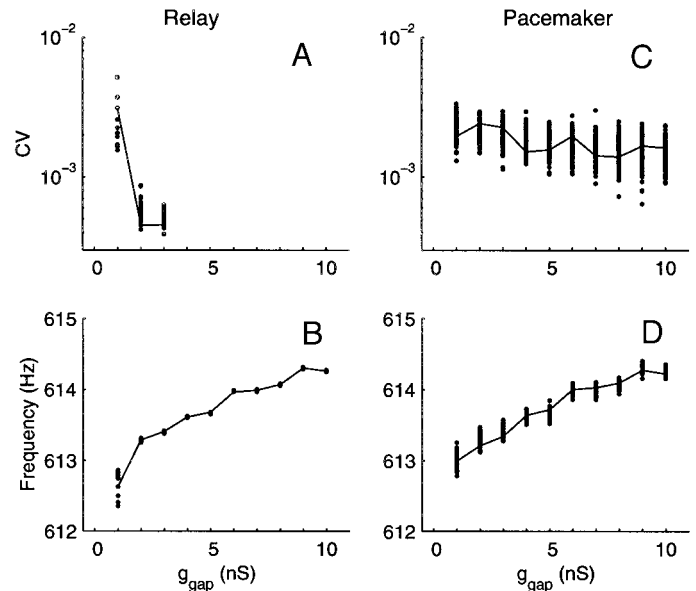 Relay
Pacemaker
A
C
10^-2
10^-3
CV
0 5 10
10^-2
10^-3
0 5 10
B
D
615
614
613
612
Frequency (Hz)
0 5 10
g_gap (nS)
615
614
613
612
0 5 10
g_gap (nS)